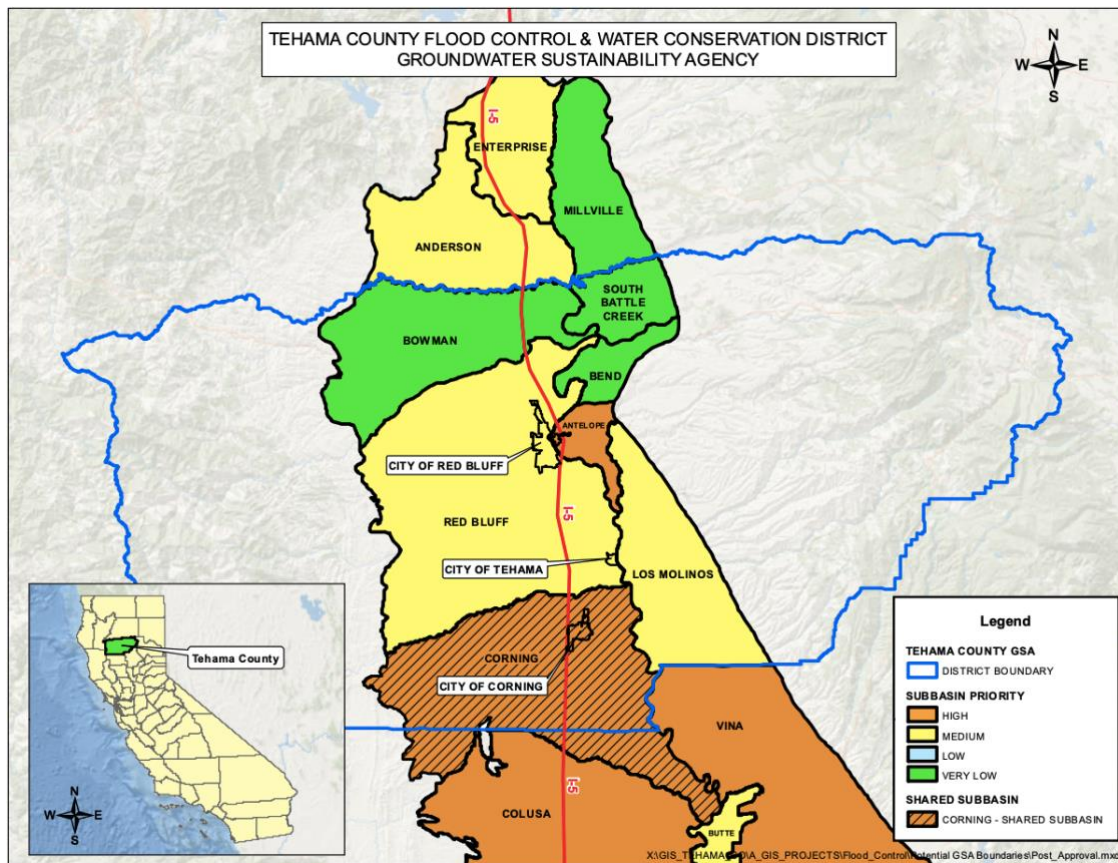 TEHAMA COUNTY FLOOD CONTROL & WATER CONSERVATION DISTRICT
GROUNDWATER SUSTAINABILITY AGENCY
N
W E
S
I-5
ENTERPRISE
MILLVILLE
ANDERSON
SOUTH
BATTLE
CREEK
BOWMAN
BEND
ANTELOPE
CITY OF RED BLUFF
RED BLUFF
I-5
CITY OF TEHAMA
LOS MOLINOS
CORNING
CITY OF CORNING
VINA
I-5
COLUSA
BUTTE
Tehama County
N
W E
S
Legend
TEHAMA COUNTY GSA
DISTRICT BOUNDARY
SUBBASIN PRIORITY
HIGH
MEDIUM
LOW
VERY LOW
SHARED SUBBASIN
CORNING - SHARED SUBBASIN